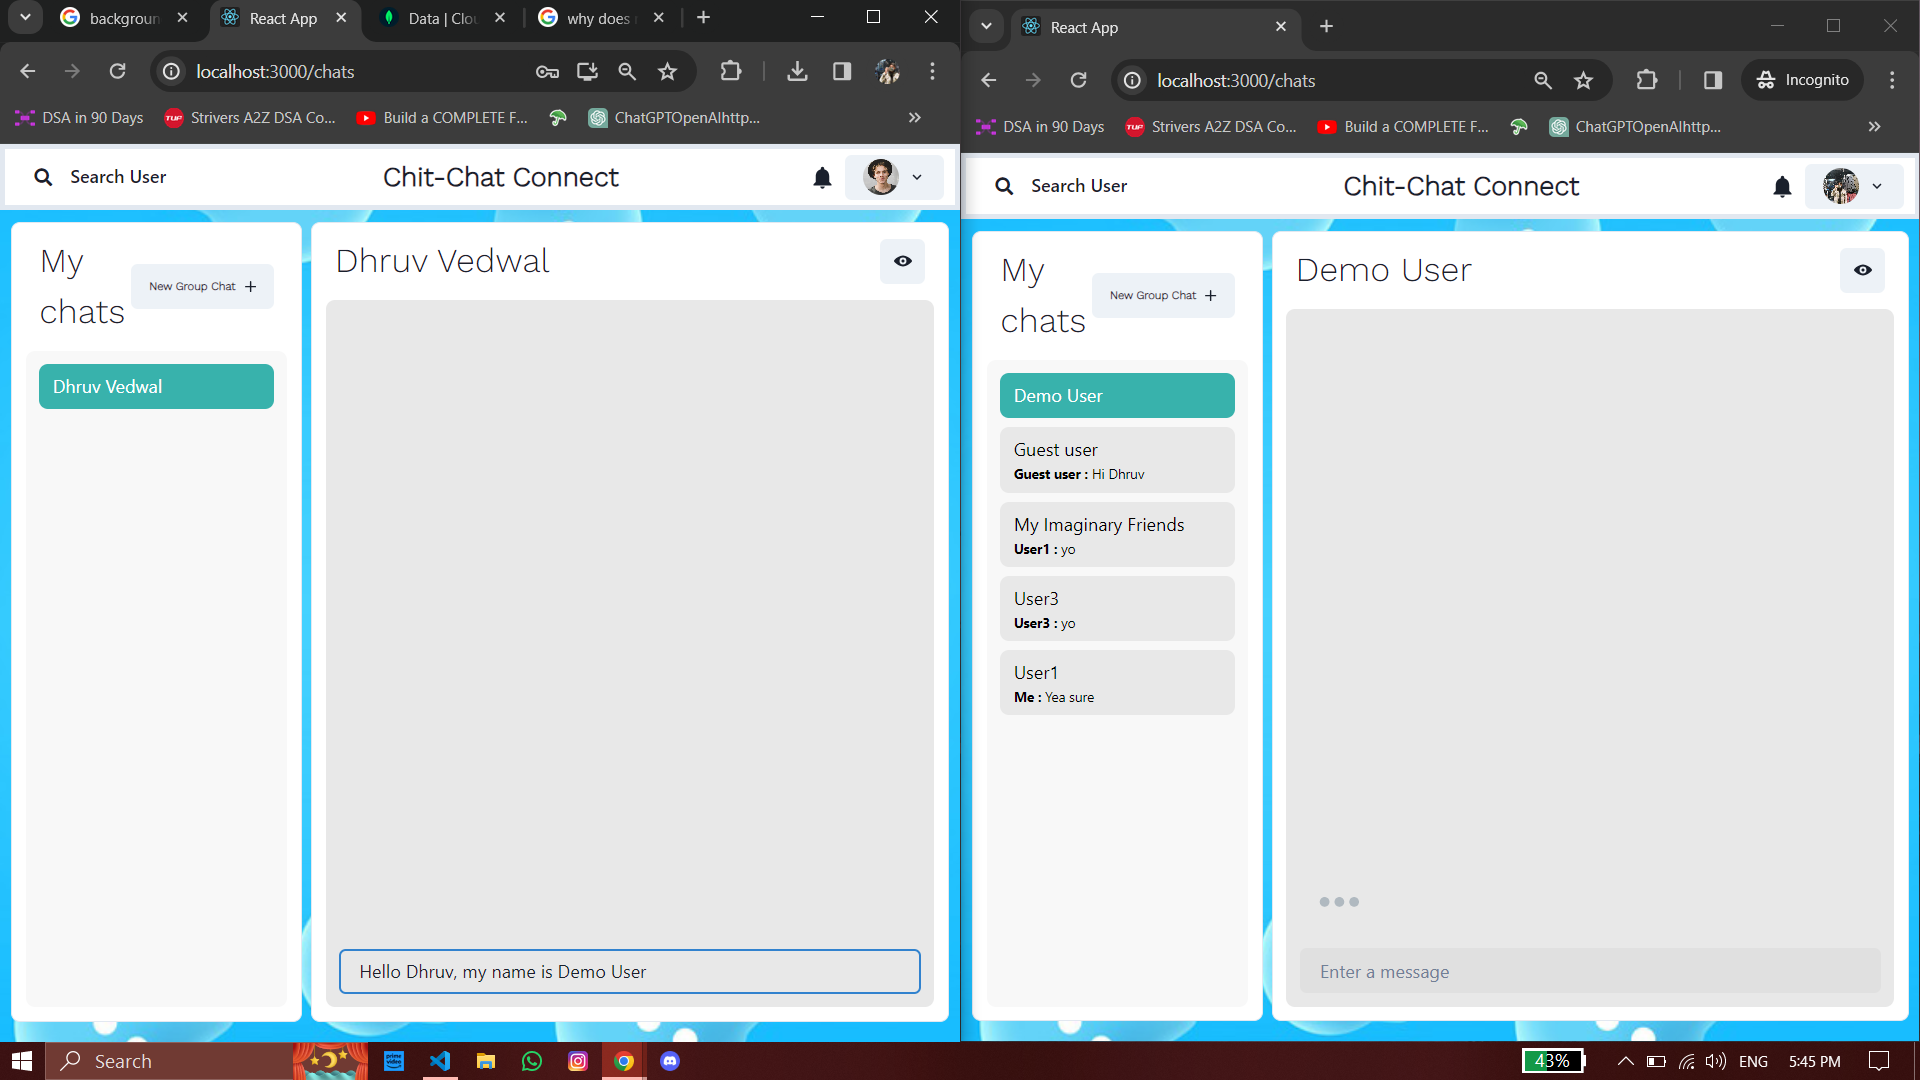 backgroun
React App
Data | Clou
why does
localhost:3000/chats
DSA in 90 Days
TUF
Strivers A2Z DSA Co...
Build a COMPLETE F...
ChatGPTOpenAIhttp...
Search User
Chit-Chat Connect
My
chats
New Group Chat +
Dhruv Vedwal
Dhruv Vedwal
Hello Dhruv, my name is Demo User
React App
localhost:3000/chats
Incognito
DSA in 90 Days
TUF
Strivers A2Z DSA Co...
Build a COMPLETE F...
ChatGPTOpenAIhttp...
Search User
Chit-Chat Connect
My
chats
New Group Chat +
Demo User
Guest user
Guest user : Hi Dhruv
My Imaginary Friends
User1 : yo
User3
User3 : yo
User1
Me : Yea sure
Demo User
Enter a message
Search
prime video
43%
ENG
5:45 PM